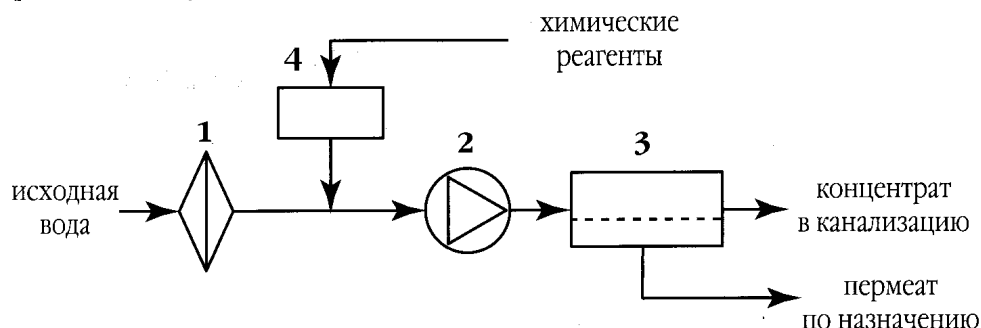 химические
реагенты
4
1
2
3
исходная
вода
концентрат
в канализацию
пермеат
по назначению